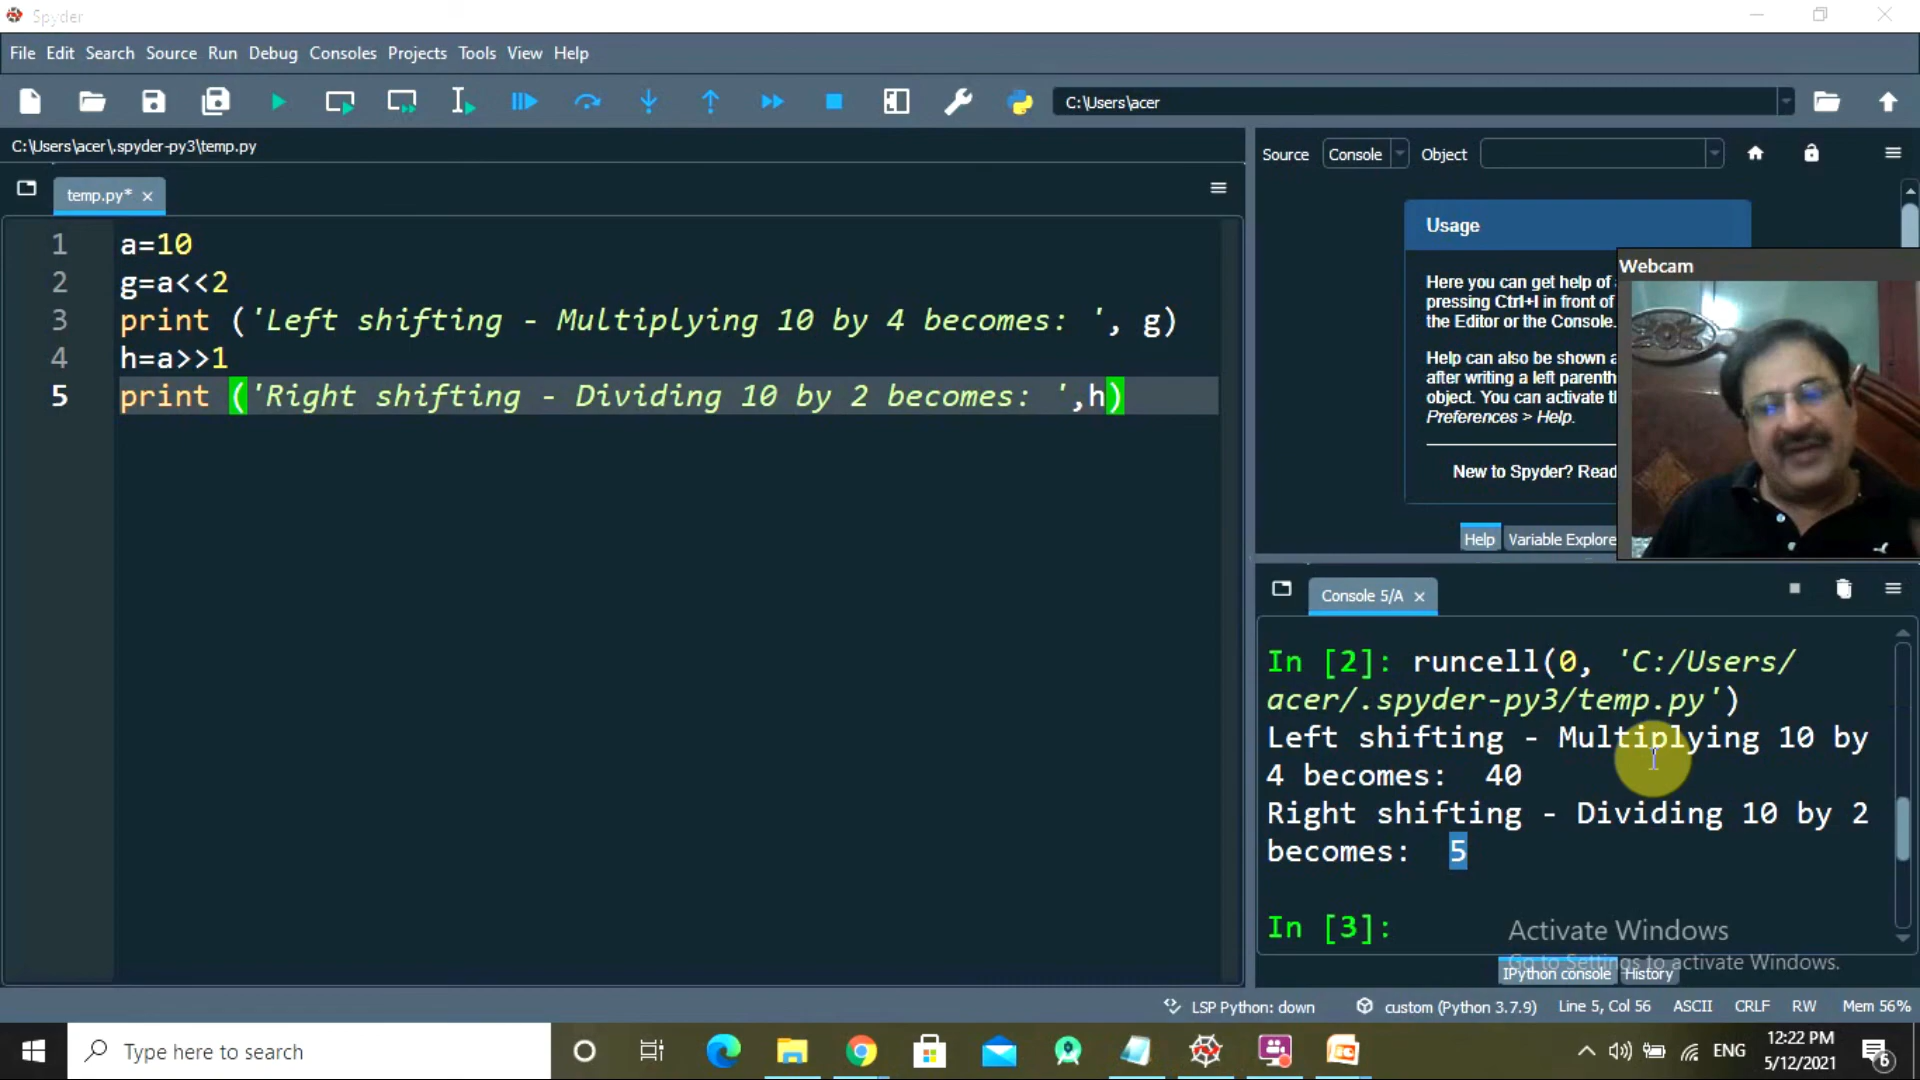 Spyder
File Edit Search Source Run Debug Consoles Projects Tools View Help
C:\Users\acer
C:\Users\acer\.spyder-py3\temp.py
Source Console Object
temp.py*
1 a=10
2 g=a<<2
3 print ('Left shifting - Multiplying 10 by 4 becomes: ', g)
4 h=a>>1
5 print ('Right shifting - Dividing 10 by 2 becomes: ',h)
Usage
Here you can get help of
pressing Ctrl+I in front of
the Editor or the Console.
Help can also be shown
after writing a left parenth
object. You can activate
Preferences > Help.
New to Spyder? Read
Webcam
Help Variable Explore
Console 5/A
In [2]: runcell(0, 'C:/Users/
acer/.spyder-py3/temp.py')
Left shifting - Multiplying 10 by
4 becomes:  40
Right shifting - Dividing 10 by 2
becomes:  5
In [3]:
Activate Windows
Go to Settings to activate Windows.
IPython console History
LSP Python: down custom (Python 3.7.9) Line 5, Col 56 ASCII CRLF RW Mem 56%
Type here to search
ENG
12:22 PM
5/12/2021
6